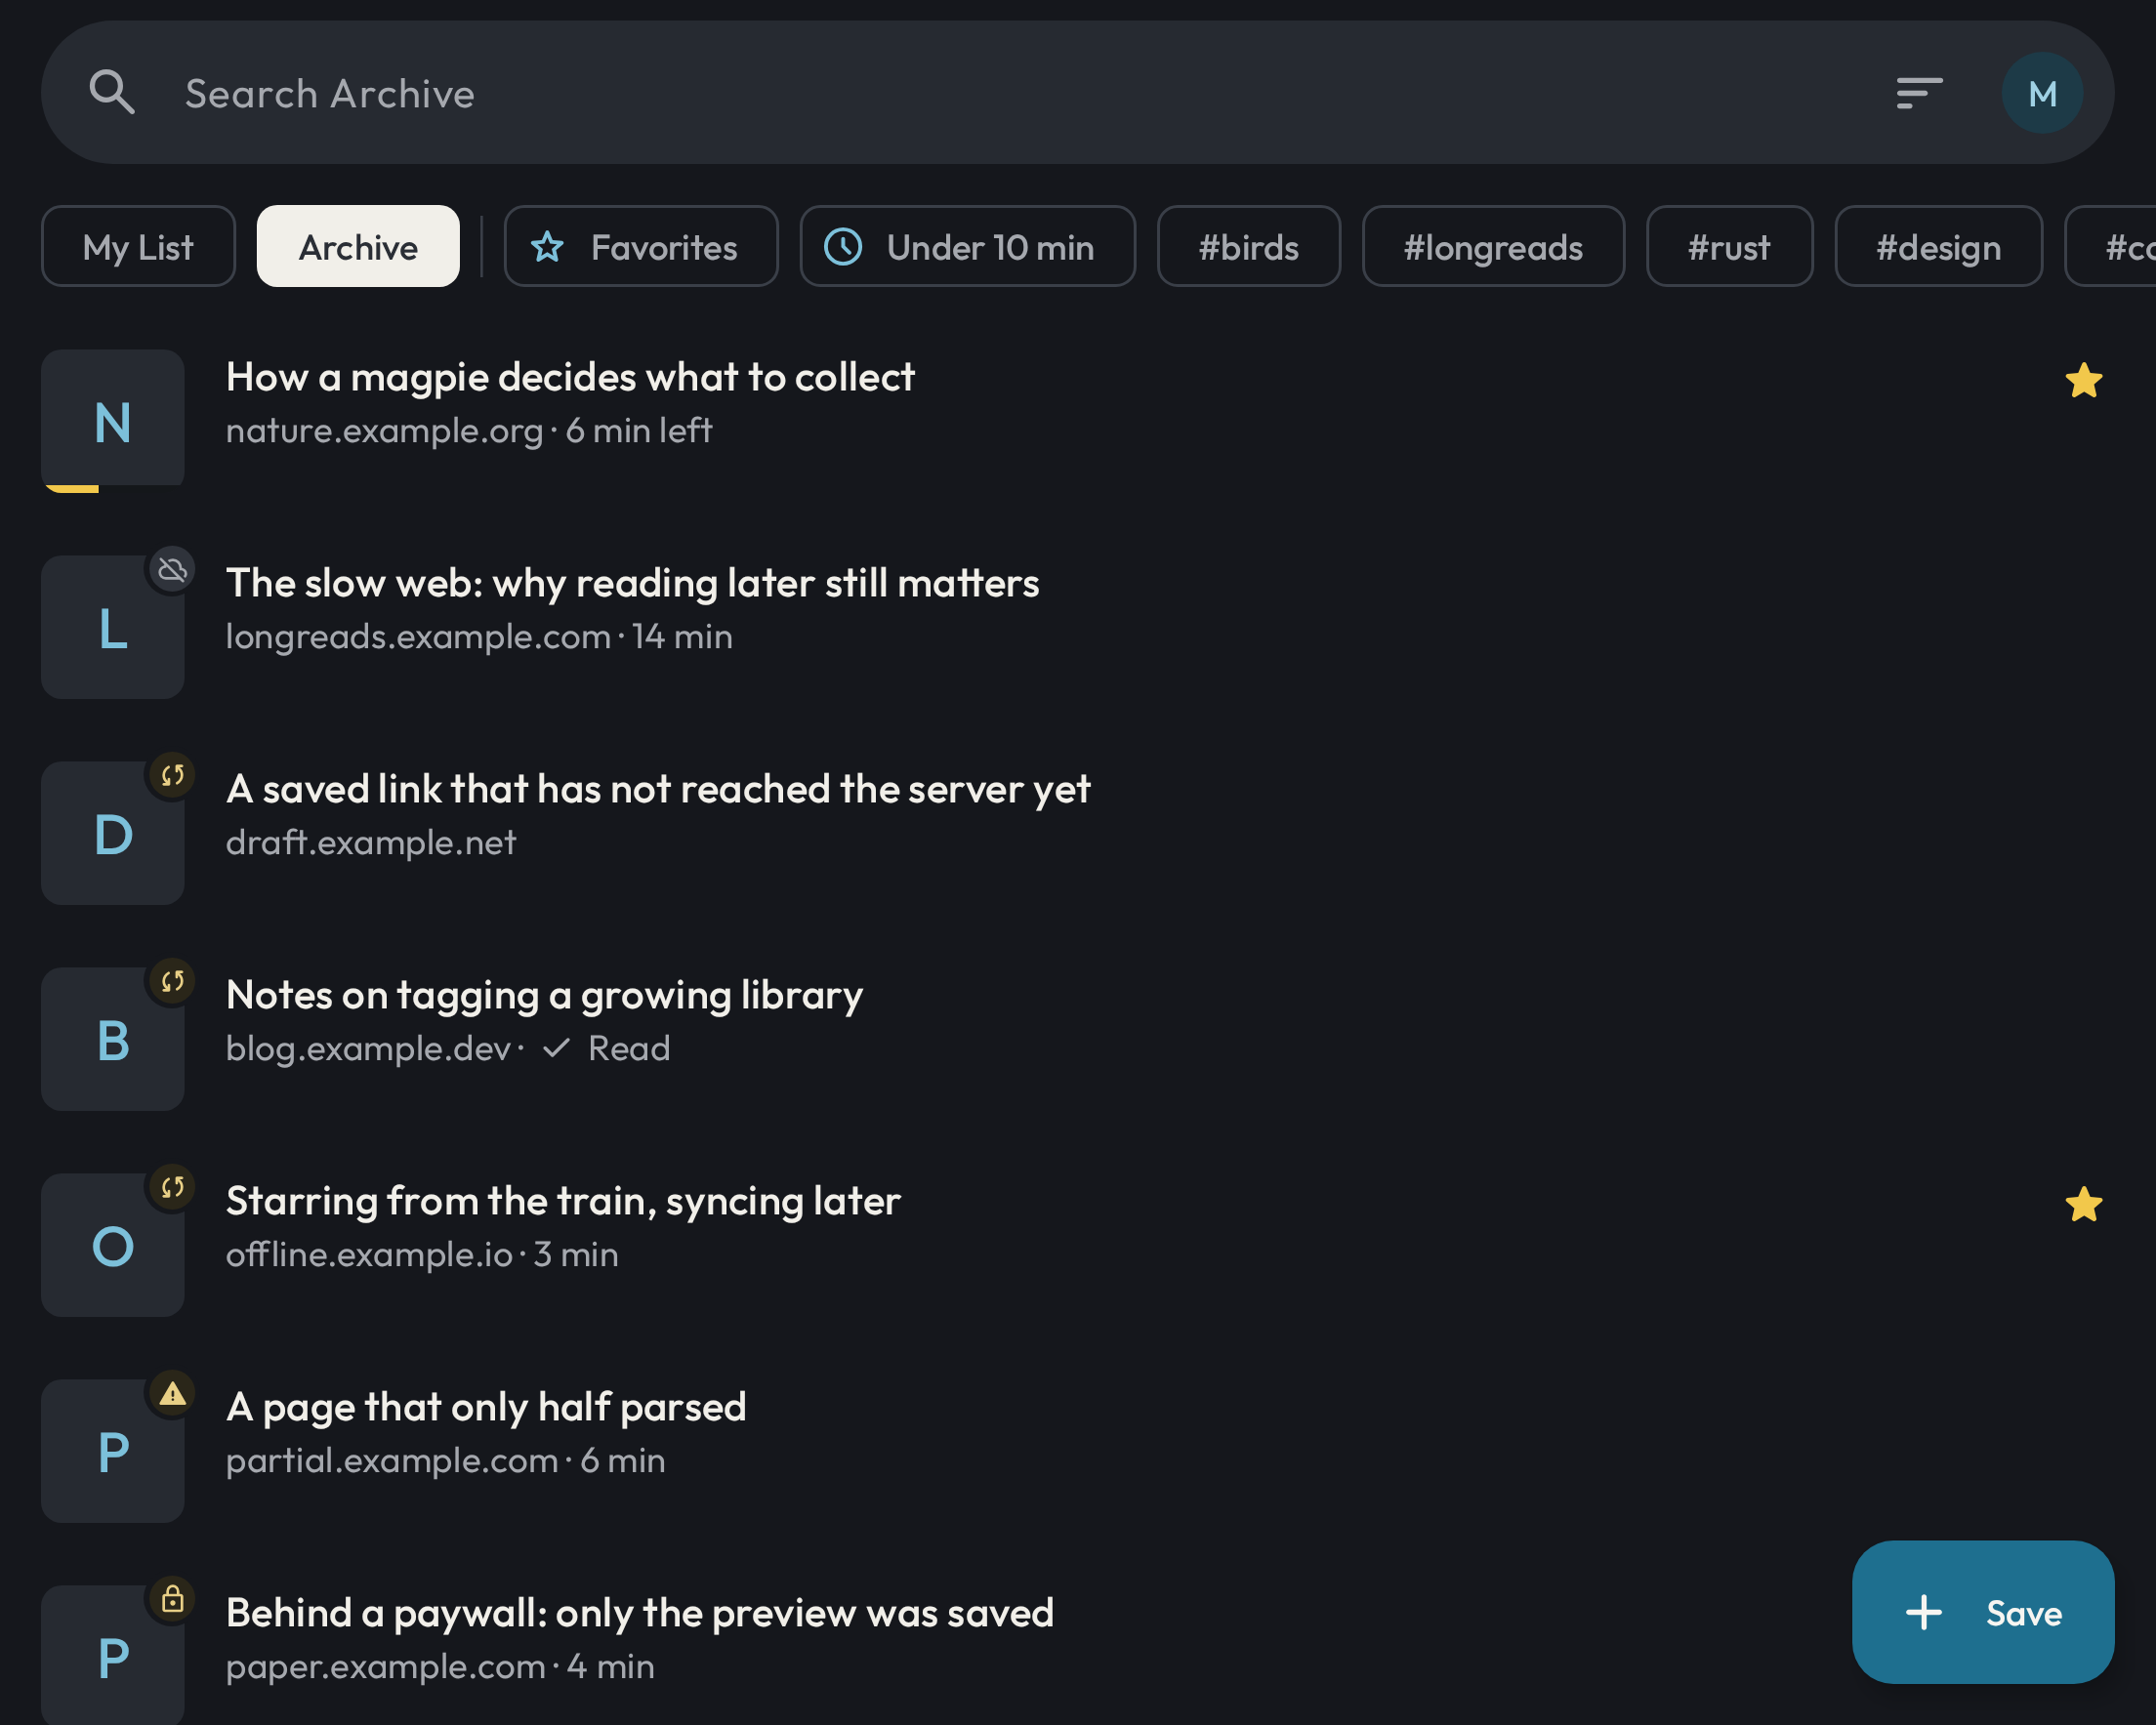 Search Archive
M
My List
Archive
Favorites
Under 10 min
#birds
#longreads
#rust
#design
N
How a magpie decides what to collect
nature.example.org · 6 min left
L
The slow web: why reading later still matters
longreads.example.com · 14 min
D
A saved link that has not reached the server yet
draft.example.net
B
Notes on tagging a growing library
blog.example.dev · Read
O
Starring from the train, syncing later
offline.example.io · 3 min
P
A page that only half parsed
partial.example.com · 6 min
P
Behind a paywall: only the preview was saved
paper.example.com · 4 min
Save